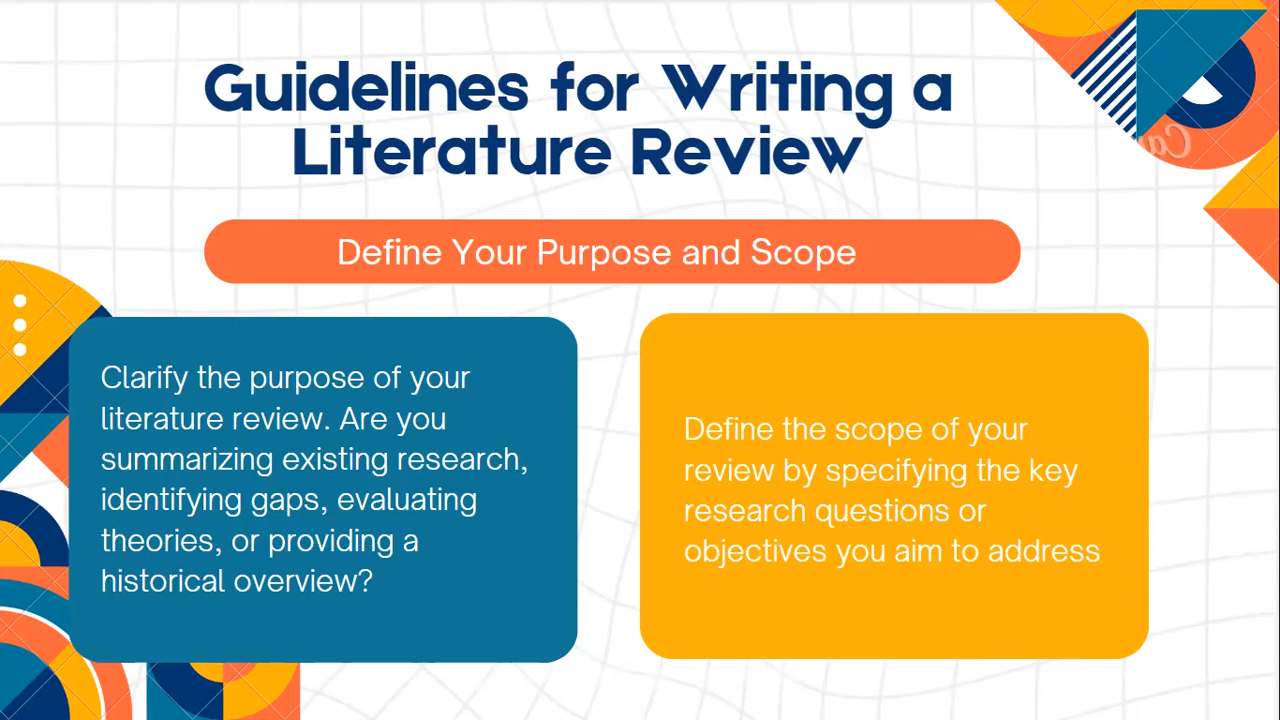 Guidelines for Writing a
Literature Review
Define Your Purpose and Scope
Clarify the purpose of your
literature review. Are you
summarizing existing research,
identifying gaps, evaluating
theories, or providing a
historical overview?
Define the scope of your
review by specifying the key
research questions or
objectives you aim to address